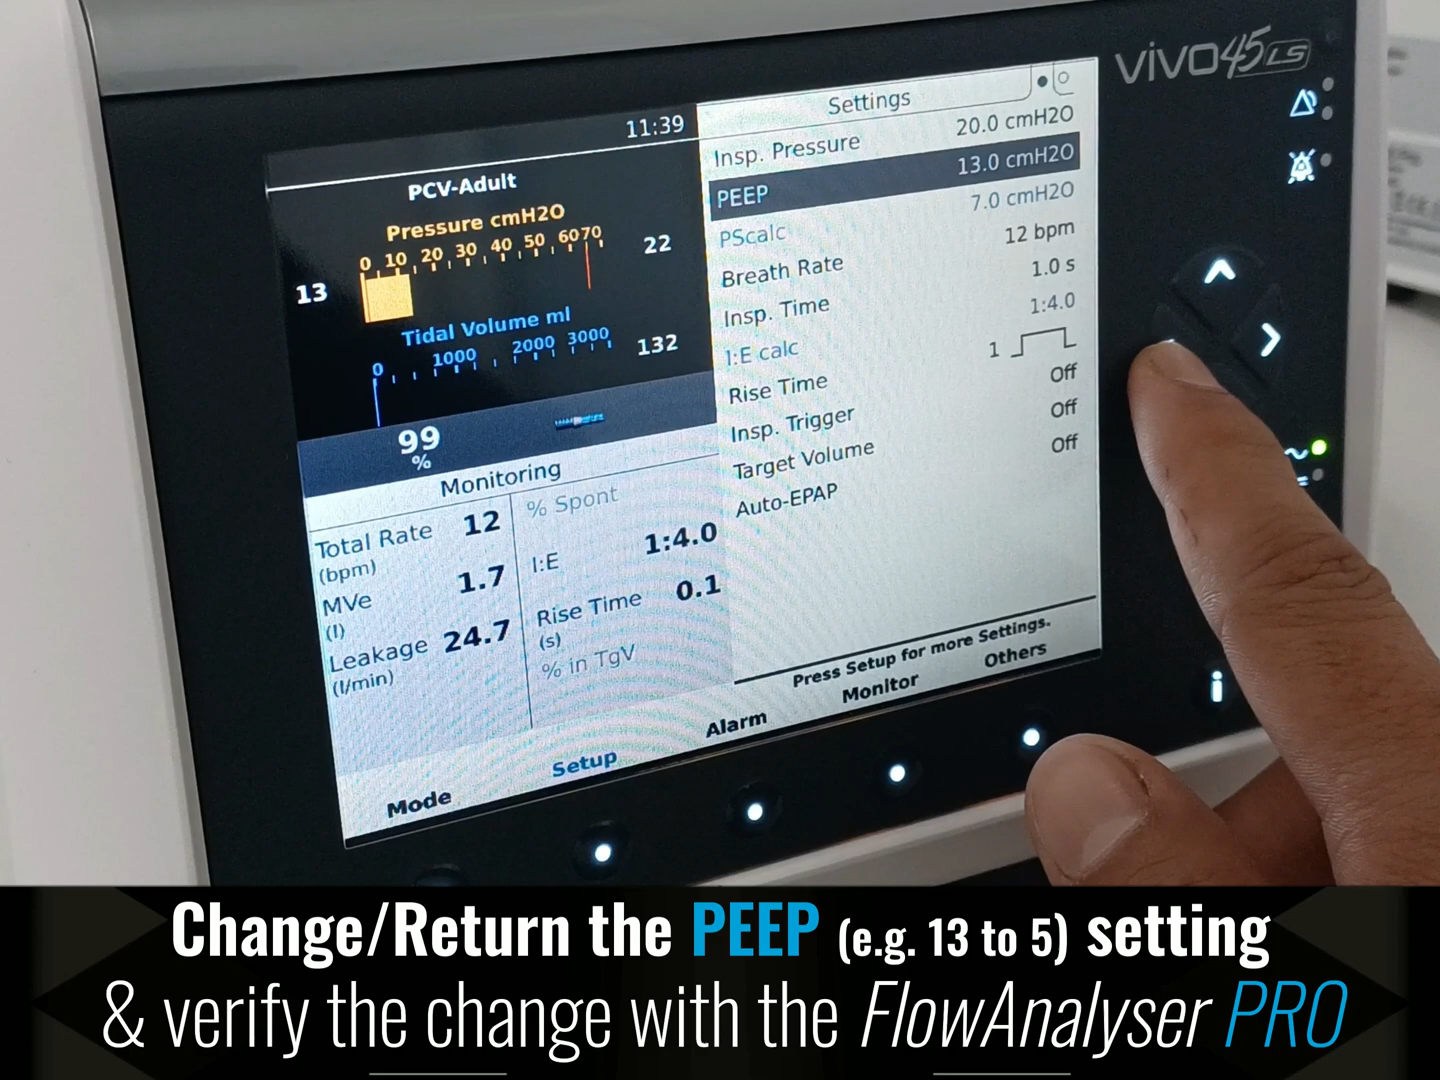 vivo45LS
11:39
PCV-Adult
Pressure cmH2O
0 10 20 30 40 50 60 70
13
22
Tidal Volume ml
0 1000 2000 3000
132
99
%
Monitoring
Total Rate 12
(bpm)
MVe 1.7
(l)
Leakage 24.7
(l/min)
% Spont
I:E 1:4.0
Rise Time 0.1
(s)
% in TgV
Settings
Insp. Pressure 20.0 cmH2O
PEEP 13.0 cmH2O
PScalc 7.0 cmH2O
Breath Rate 12 bpm
Insp. Time 1.0 s
I:E calc 1:4.0
Rise Time 1
Insp. Trigger Off
Target Volume Off
Auto-EPAP Off
Press Setup for more Settings.
Mode Setup Alarm Monitor Others
i
Change/Return the PEEP (e.g. 13 to 5) setting
& verify the change with the FlowAnalyser PRO